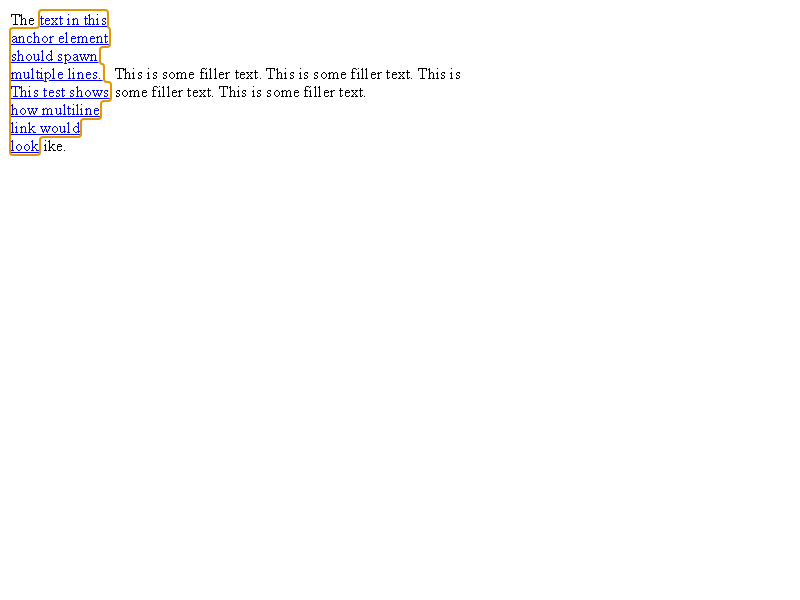 The text in this
anchor element
should spawn
multiple lines.
This test shows
how multiline
link would
look ike.
This is some filler text. This is some filler text. This is
some filler text. This is some filler text.